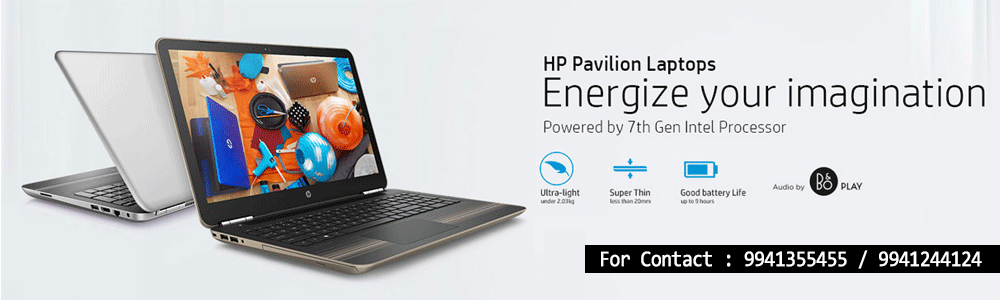 HP Pavilion Laptops
Energize your imagination
Powered by 7th Gen Intel Processor
Ultra-light
under 2.03kg
Super Thin
less than 20mm
Good battery Life
up to 9 hours
Audio by B&O PLAY
For Contact : 9941355455 / 9941244124